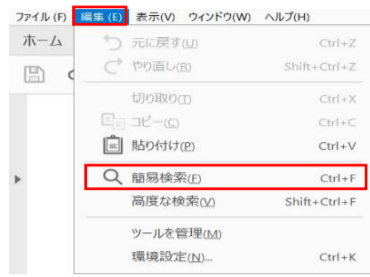 ファイル(F) 編集(E) 表示(V) ウィンドウ(W) ヘルプ(H)
ホーム
元に戻す(U) Ctrl+Z
やり直し(R) Shift+Ctrl+Z
切り取り(T) Ctrl+X
コピー(C) Ctrl+C
貼り付け(P) Ctrl+V
簡易検索(F) Ctrl+F
高度な検索(V) Shift+Ctrl+F
ツールを管理(M)
環境設定(N)... Ctrl+K